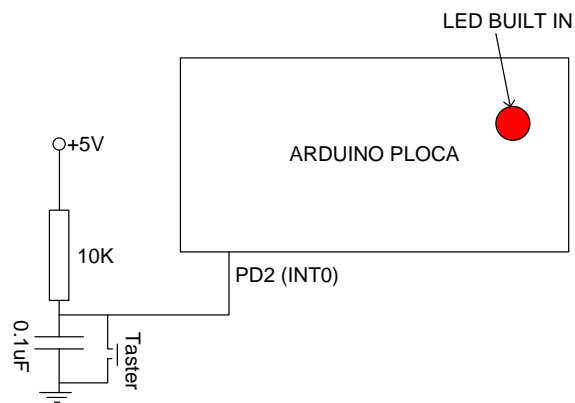 LED BUILT IN
ARDUINO PLOCA
+5V
10K
PD2 (INT0)
0.1uF
Taster